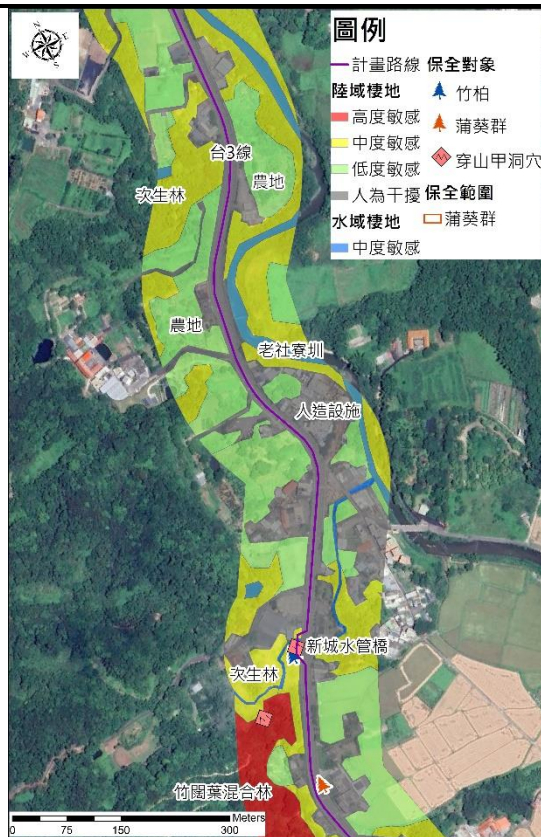 圖例
計畫路線
陸域棲地
高度敏感
中度敏感
低度敏感
人為干擾
水域棲地
中度敏感
保全對象
竹柏
蒲葵群
穿山甲洞穴
保全範圍
蒲葵群
台3線
次生林
農地
農地
老社寮圳
人造設施
新城水管橋
次生林
竹闊葉混合林
Meters
0 75 150 300